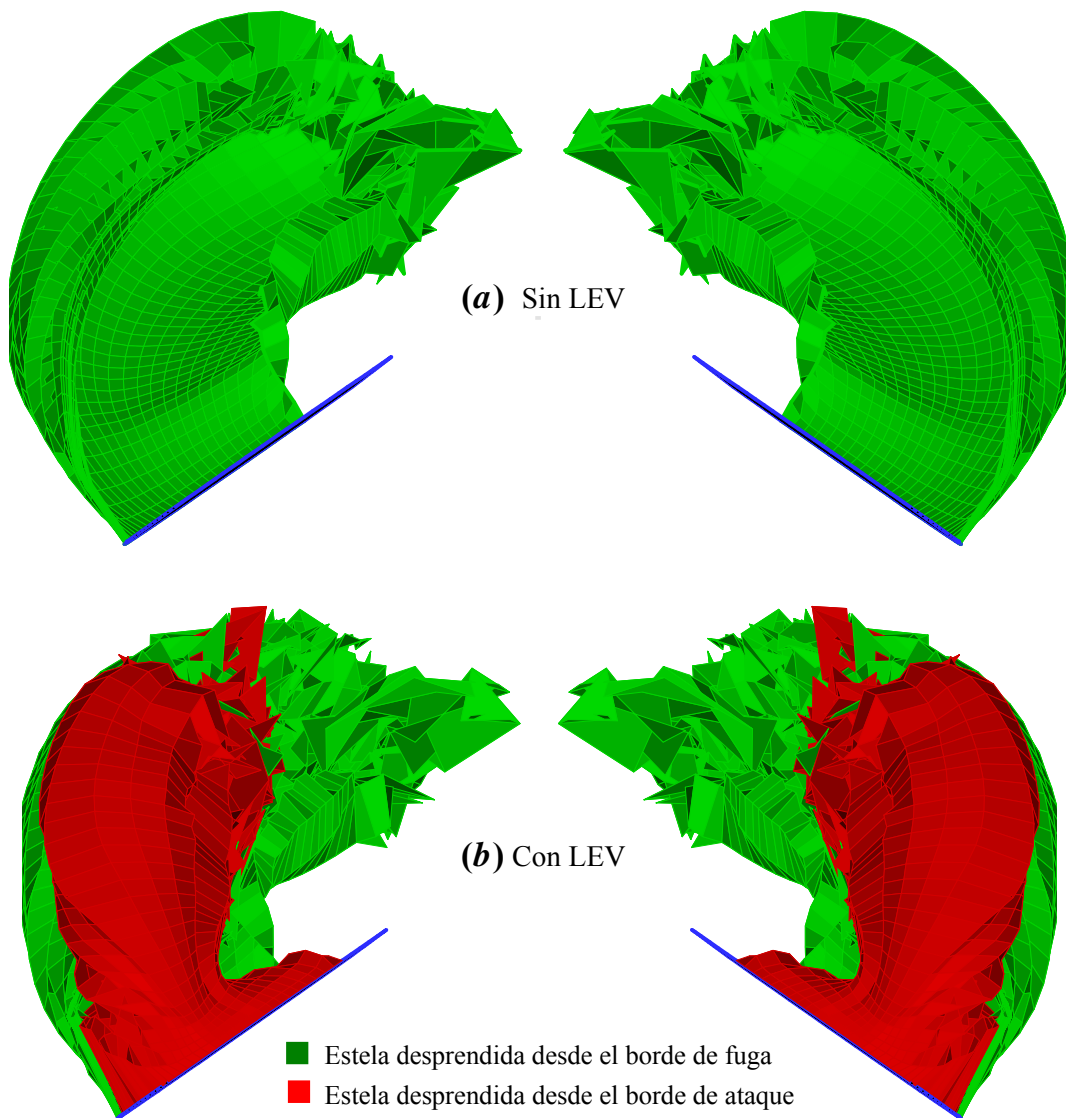 (a) Sin LEV
(b) Con LEV
Estela desprendida desde el borde de fuga
Estela desprendida desde el borde de ataque